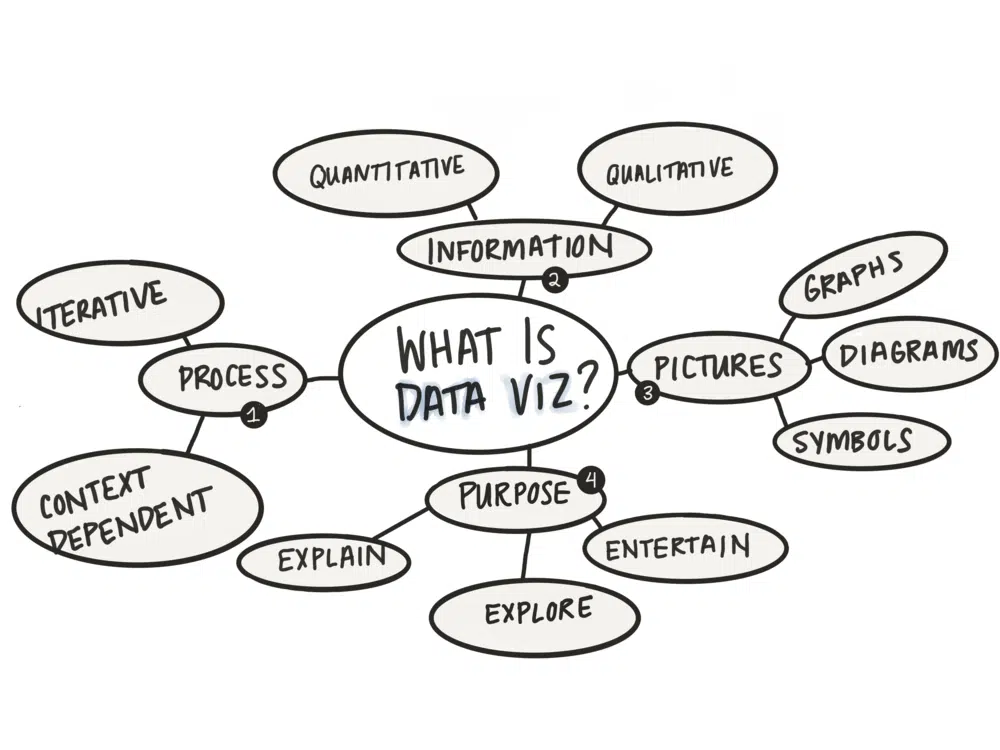 WHAT IS
DATA VIZ?
PROCESS
1
ITERATIVE
CONTEXT
DEPENDENT
INFORMATION
2
QUANTITATIVE
QUALITATIVE
PICTURES
3
GRAPHS
DIAGRAMS
SYMBOLS
PURPOSE
4
EXPLAIN
EXPLORE
ENTERTAIN